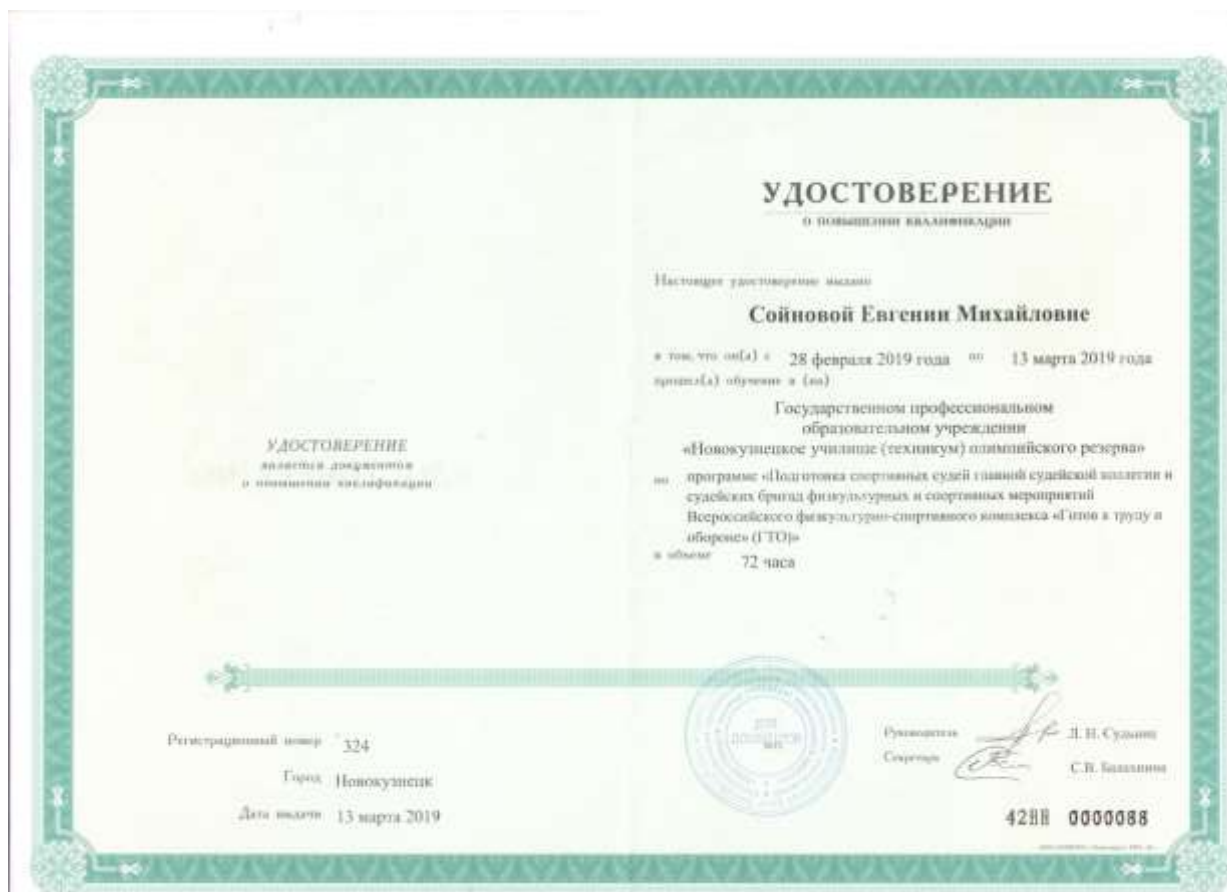 УДОСТОВЕРЕНИЕ
является документом
о повышении квалификации
Регистрационный номер 324
Город Новокузнецк
Дата выдачи 13 марта 2019
УДОСТОВЕРЕНИЕ
О ПОВЫШЕНИИ КВАЛИФИКАЦИИ
Настоящее удостоверение выдано
Сойновой Евгении Михайловне
в том, что он(а) с 28 февраля 2019 года по 13 марта 2019 года
прошел(а) обучение в (на)
Государственном профессиональном
образовательном учреждении
«Новокузнецкое училище (техникум) олимпийского резерва»
по программе «Подготовка спортивных судей главной судейской коллегии и
судейских бригад физкультурных и спортивных мероприятий
Всероссийского физкультурно-спортивного комплекса «Готов к труду и
обороне» (ГТО)»
в объеме 72 часа
ДЛЯ
ДОКУМЕНТОВ
Руководитель Л. Н.
Секретарь С.В.
42НН 0000088